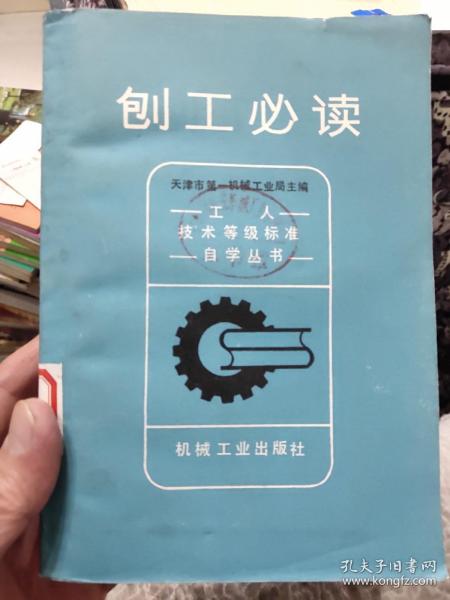 刨工必读
天津市第一机械工业局主编
工人
技术等级标准
自学丛书
机械工业出版社
孔夫子旧书网
www.kongfz.com